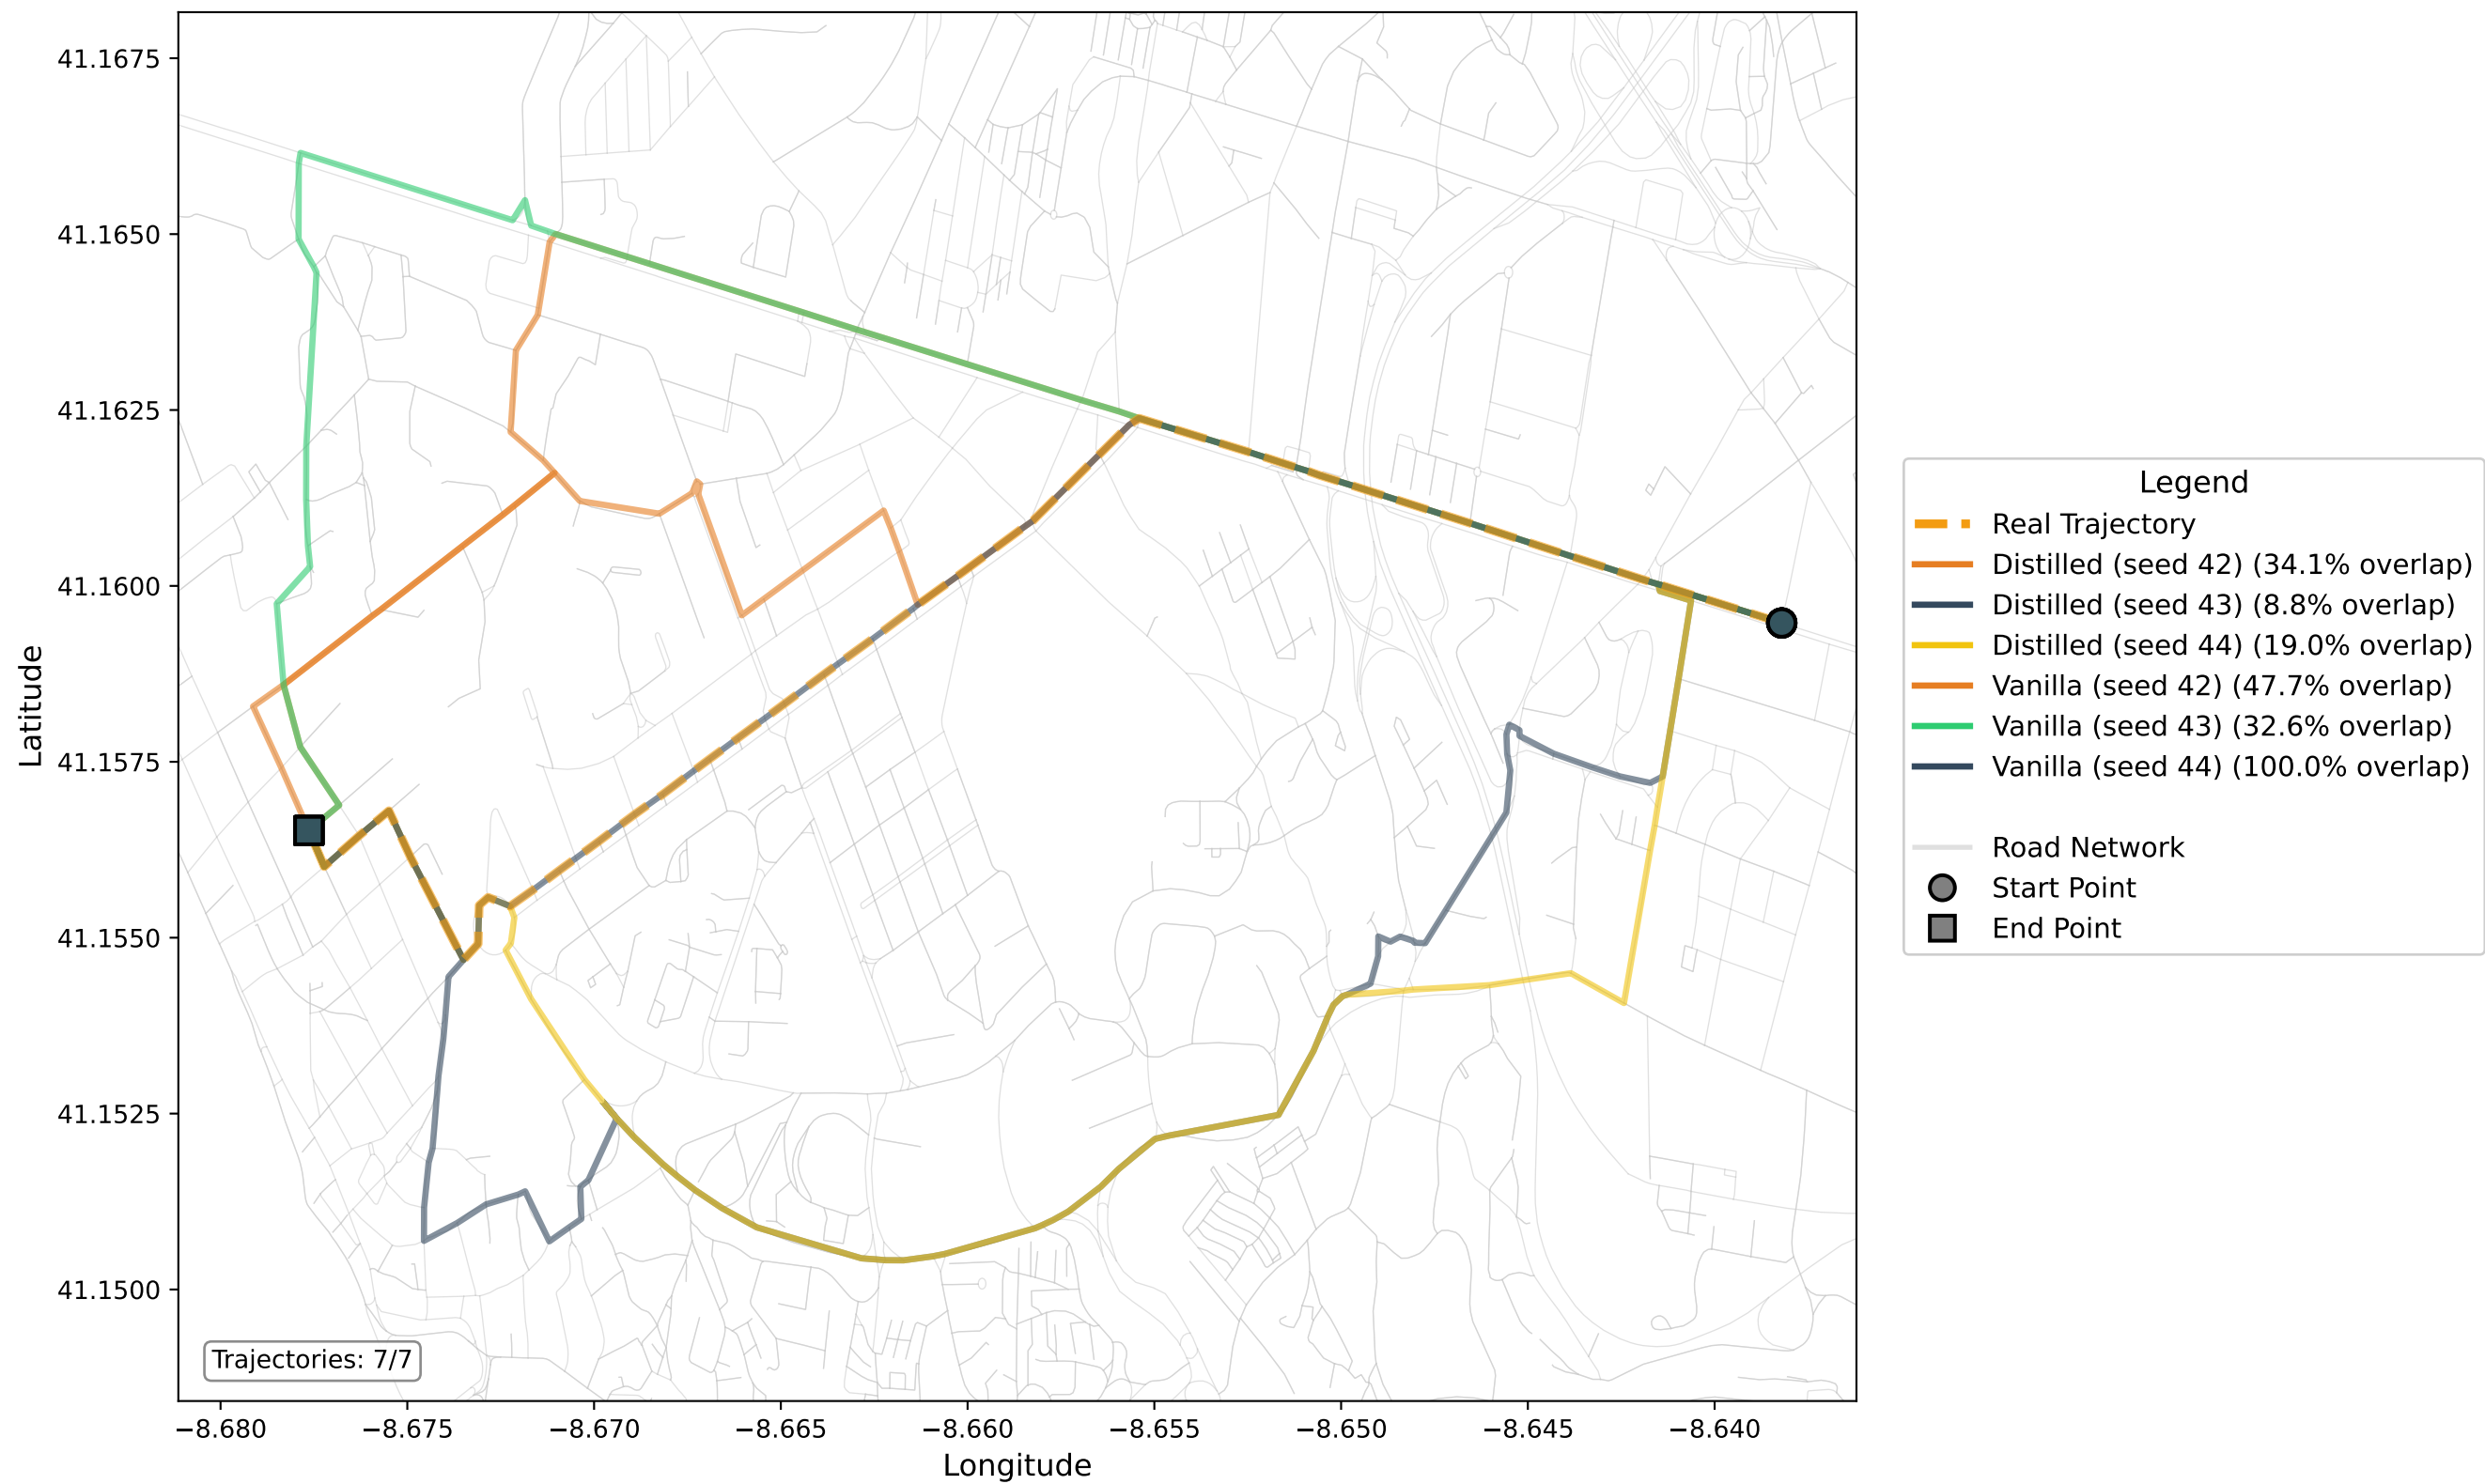 41.1675
41.1650
41.1625
41.1600
41.1575
41.1550
41.1525
41.1500
Latitude
−8.680
−8.675
−8.670
−8.665
−8.660
−8.655
−8.650
−8.645
−8.640
Longitude
Trajectories: 7/7
Legend
Real Trajectory
Distilled (seed 42) (34.1% overlap)
Distilled (seed 43) (8.8% overlap)
Distilled (seed 44) (19.0% overlap)
Vanilla (seed 42) (47.7% overlap)
Vanilla (seed 43) (32.6% overlap)
Vanilla (seed 44) (100.0% overlap)
Road Network
Start Point
End Point